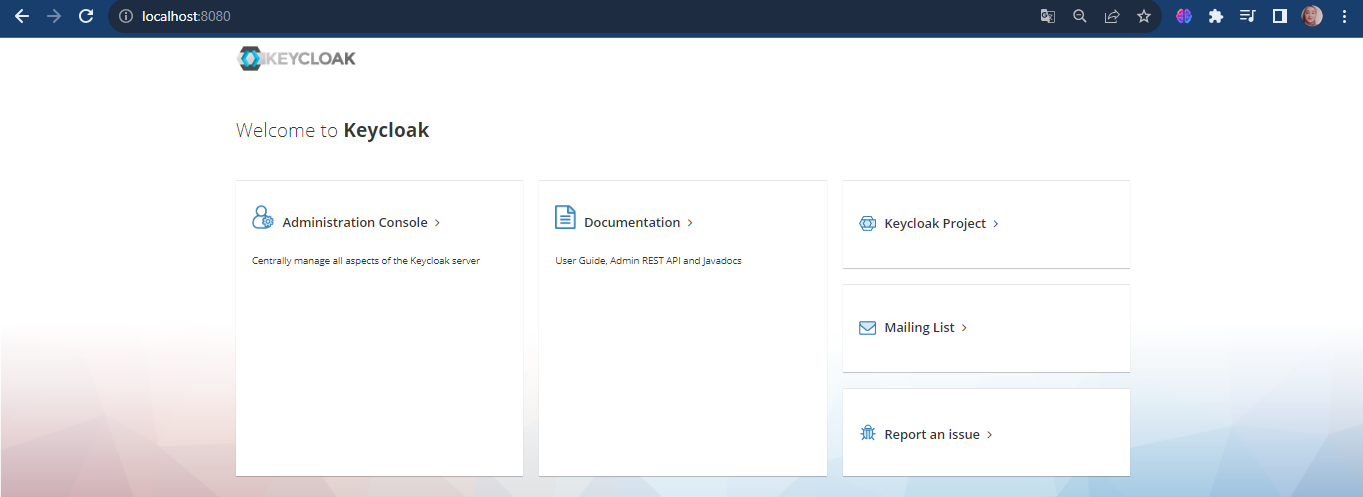 localhost:8080
KEYCLOAK
Welcome to Keycloak
Administration Console
Centrally manage all aspects of the Keycloak server
Documentation
User Guide, Admin REST API and Javadocs
Keycloak Project
Mailing List
Report an issue